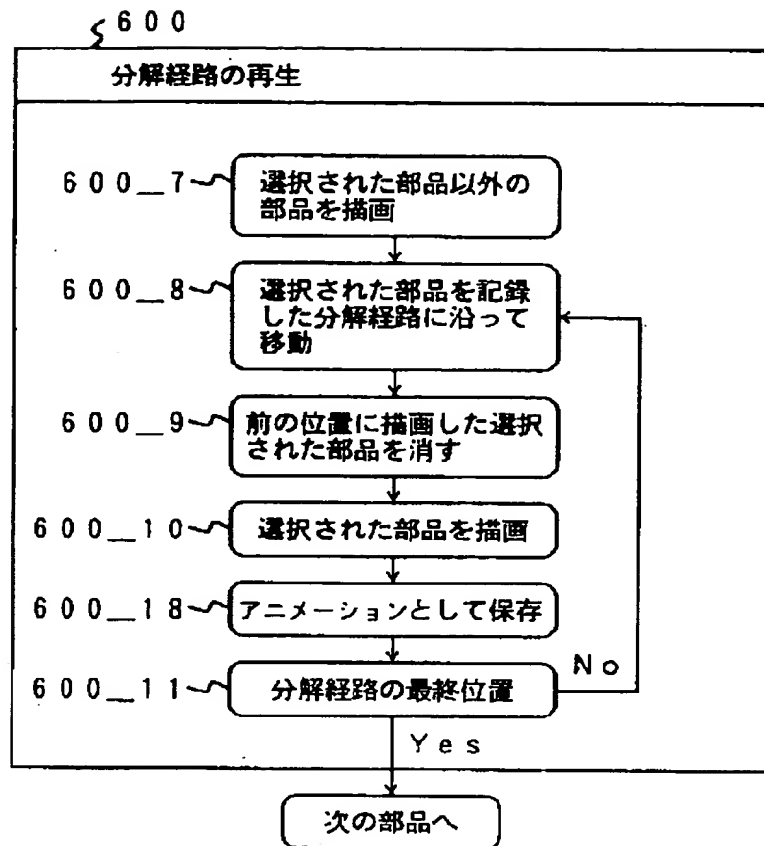 600
分解経路の再生
600_7
選択された部品以外の
部品を描画
600_8
選択された部品を記録
した分解経路に沿って
移動
600_9
前の位置に描画した選択
された部品を消す
600_10
選択された部品を描画
600_18
アニメーションとして保存
600_11
分解経路の最終位置
No
Yes
次の部品へ